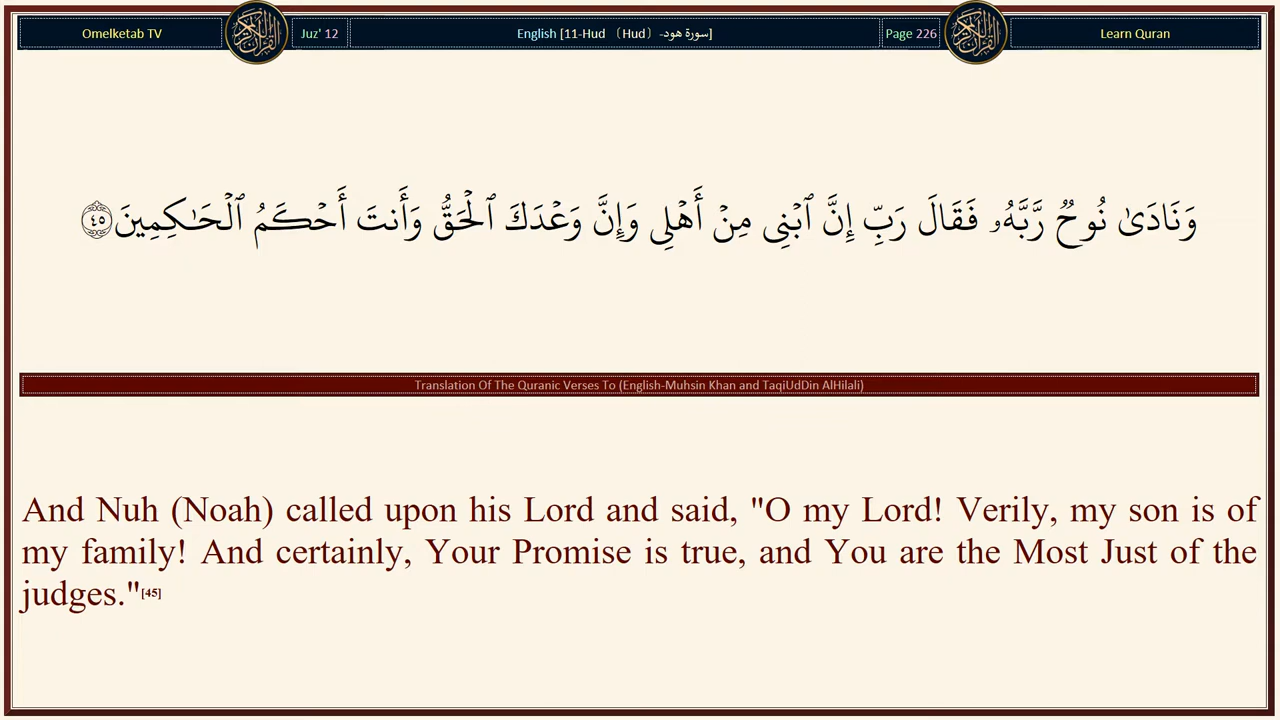 Omelketab TV
Juz' 12
English [11-Hud 〔Hud〕 -سورة هود]
Page 226
Learn Quran
وَنَادَىٰ نُوحٌ رَّبَّهُۥ فَقَالَ رَبِّ إِنَّ ٱبْنِى مِنْ أَهْلِى وَإِنَّ وَعْدَكَ ٱلْحَقُّ وَأَنتَ أَحْكَمُ ٱلْحَـٰكِمِينَ ٤٥
Translation Of The Quranic Verses To (English-Muhsin Khan and TaqiUdDin AlHilali)
And Nuh (Noah) called upon his Lord and said, "O my Lord! Verily, my son is of
my family! And certainly, Your Promise is true, and You are the Most Just of the
judges."[45]